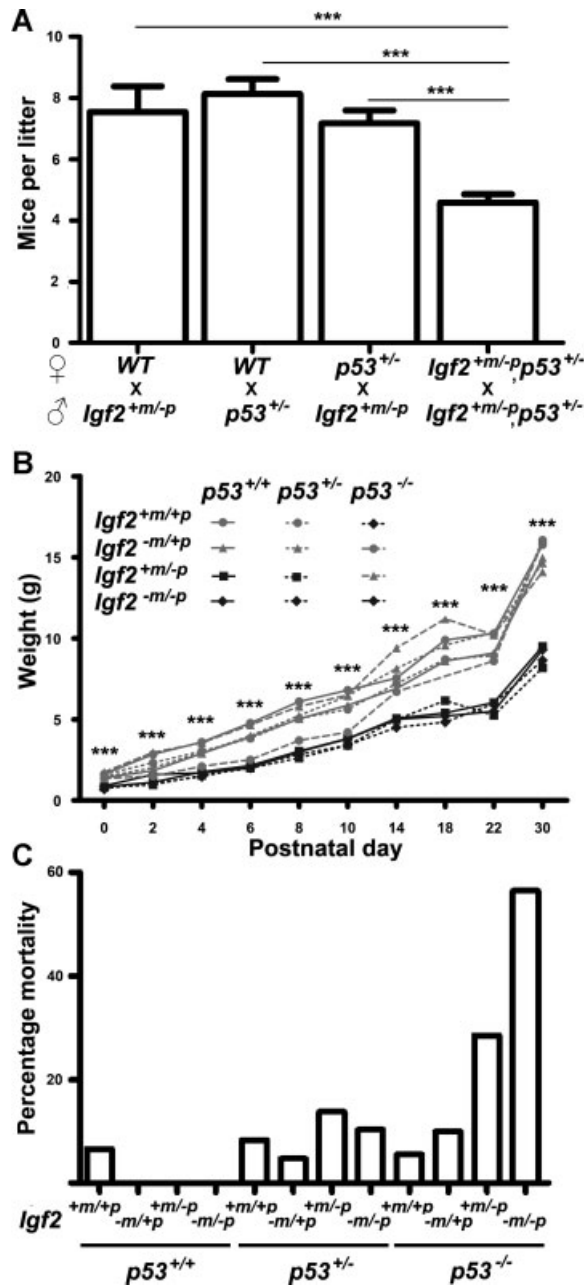 A
***
***
***
10
8
6
4
2
0
Mice per litter
♀ WT WT p53+/- Igf2+m/-p,p53+/-
X X X X
♂ Igf2+m/-p p53+/- Igf2+m/-p Igf2+m/-p,p53+/-
B
20
15
10
5
0
Weight (g)
p53+/+ p53+/- p53-/-
Igf2+m/+p
Igf2-m/+p
Igf2+m/-p
Igf2-m/-p
*** *** *** *** *** *** *** *** *** ***
0 2 4 6 8 10 14 18 22 30
Postnatal day
C
60
40
20
Percentage mortality
Igf2 +m/+p -m/+p +m/-p -m/-p +m/+p -m/+p +m/-p -m/-p +m/+p -m/+p +m/-p -m/-p
p53+/+ p53+/- p53-/-